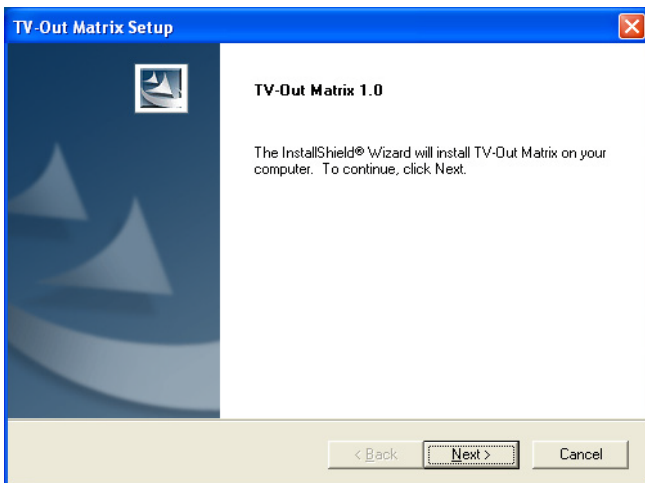 TV-Out Matrix Setup
TV-Out Matrix 1.0
The InstallShield® Wizard will install TV-Out Matrix on your
computer.  To continue, click Next.
< Back
Next >
Cancel